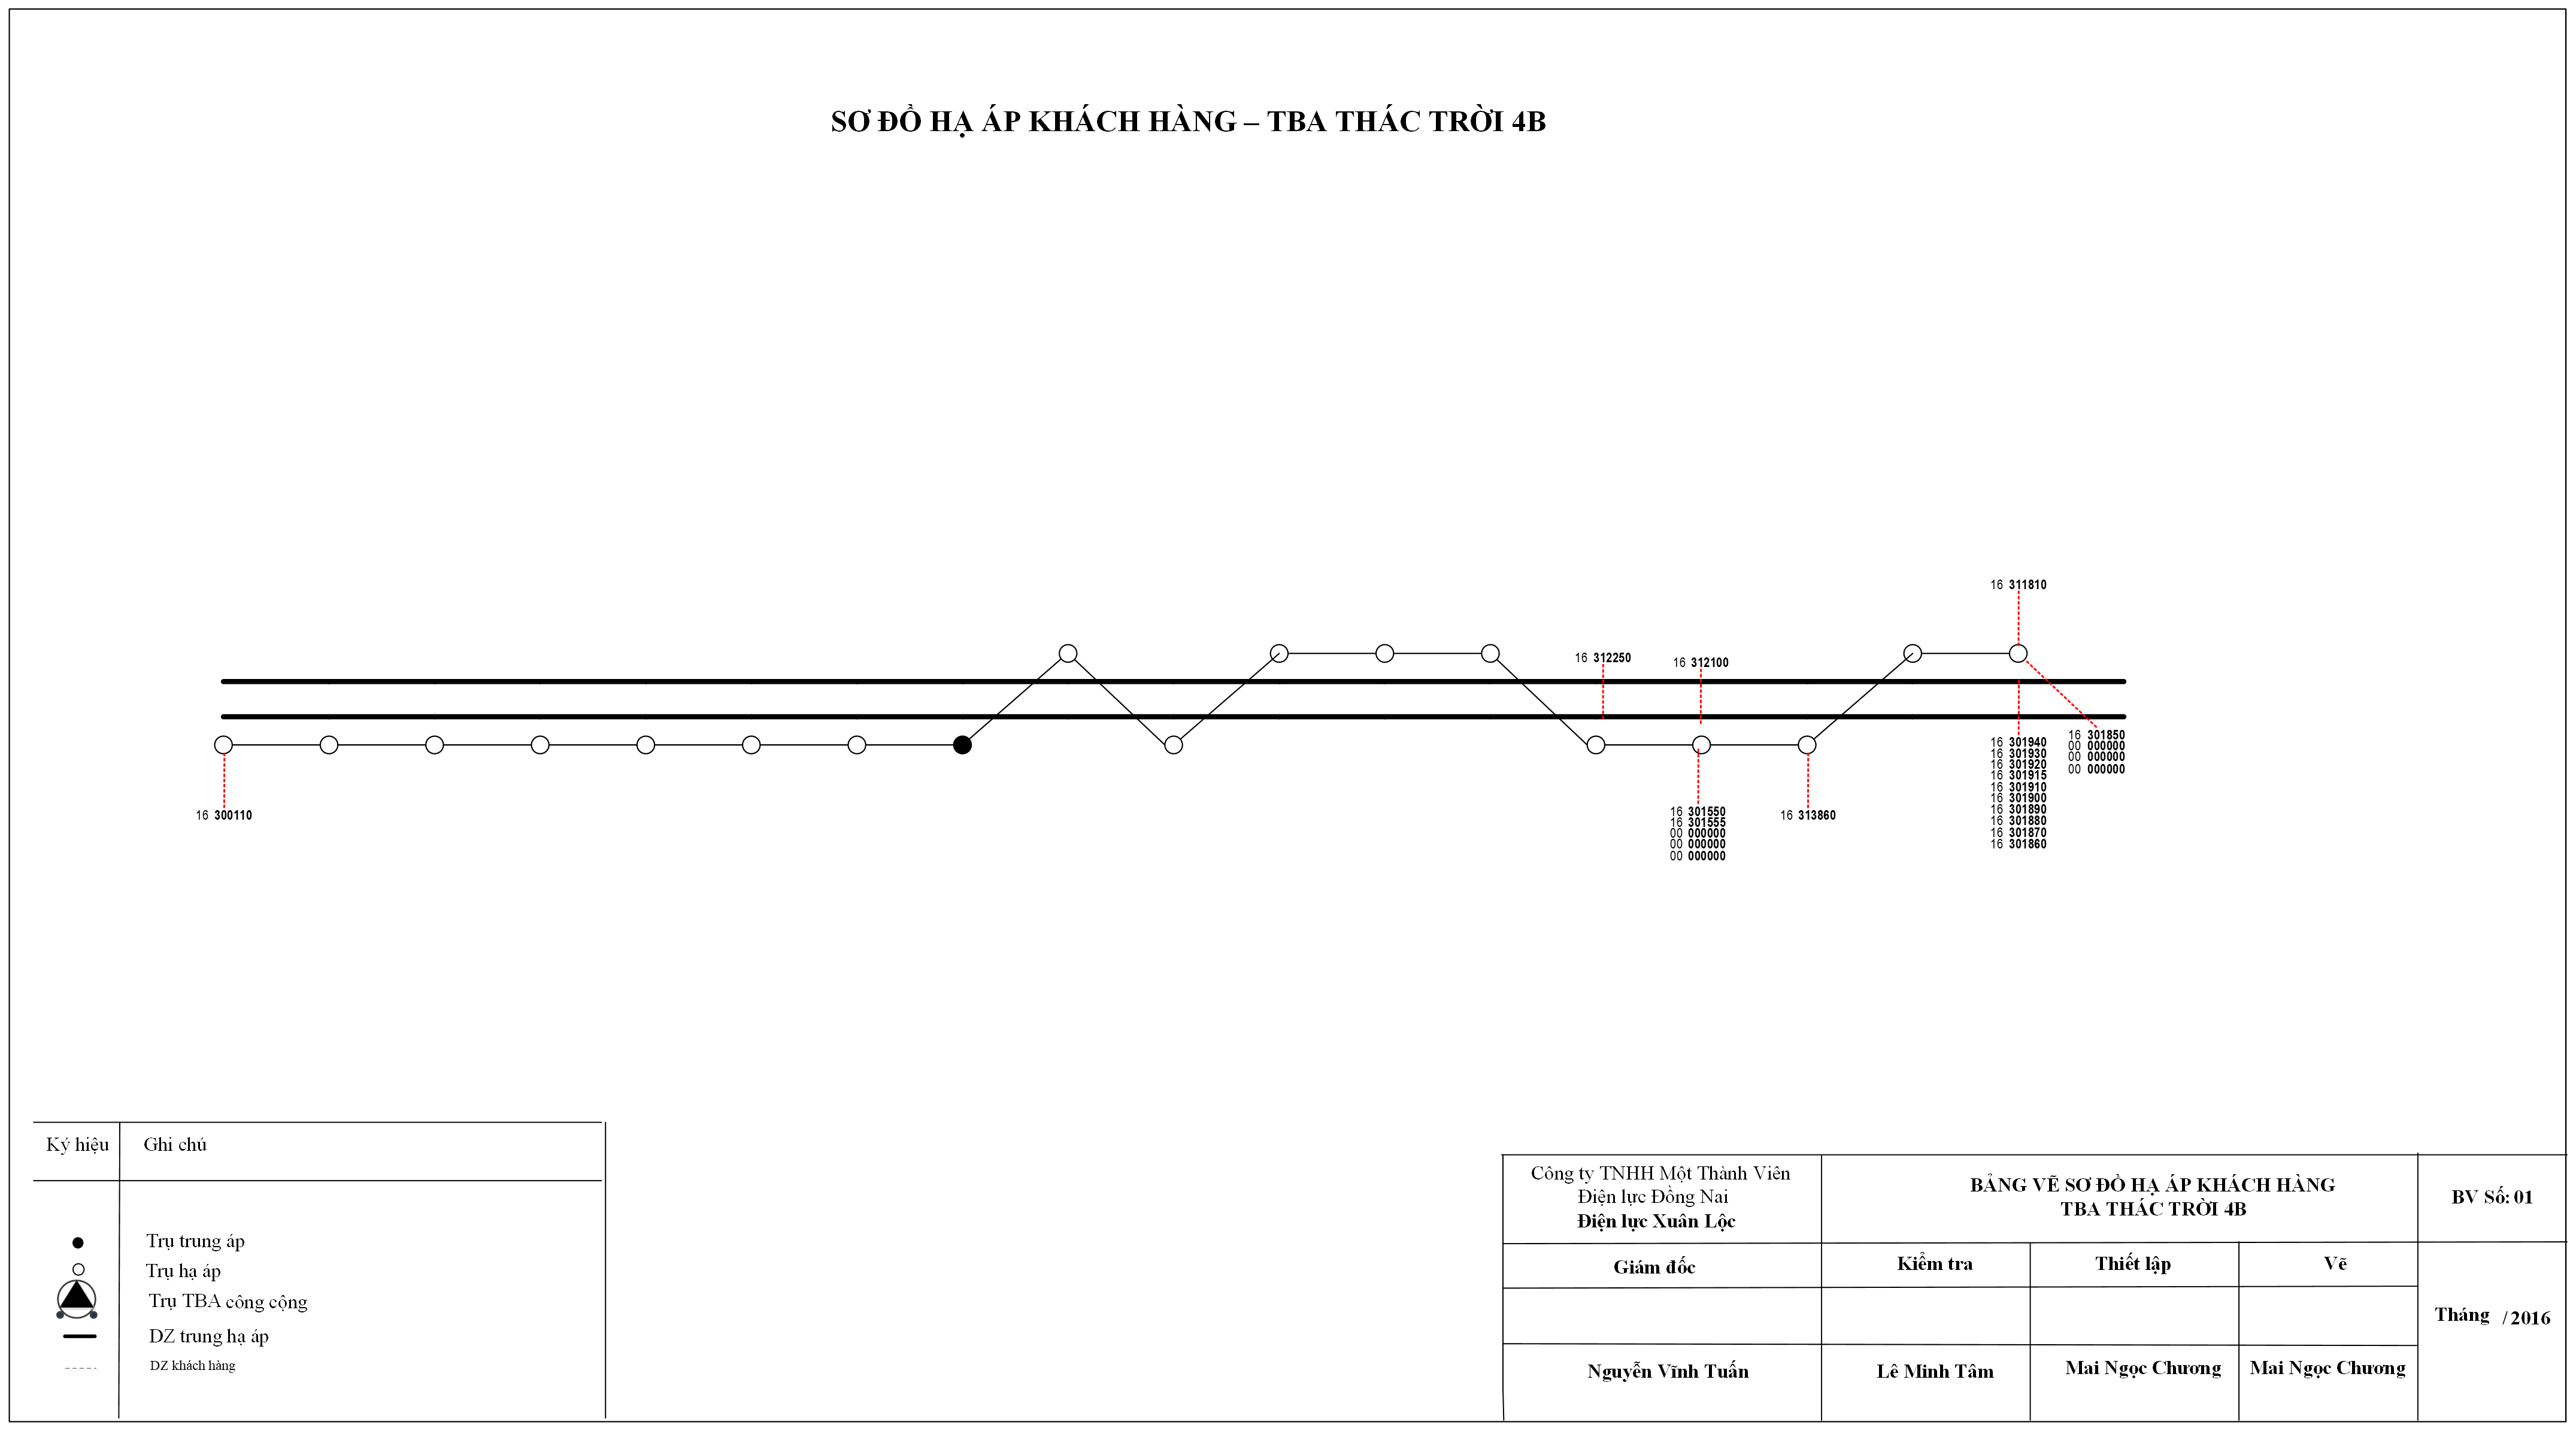 SƠ ĐỒ HẠ ÁP KHÁCH HÀNG – TBA THÁC TRỜI 4B
16 311810
16 312250
16 312100
16 301850
00 000000
00 000000
00 000000
16 301940
16 301930
16 301920
16 301915
16 301910
16 301900
16 301890
16 301880
16 301870
16 301860
16 300110
16 301550
16 301555
00 000000
00 000000
00 000000
16 313860
Ký hiệu
Ghi chú
Trụ trung áp
Trụ hạ áp
Trụ TBA công cộng
DZ trung hạ áp
DZ khách hàng
Công ty TNHH Một Thành Viên
Điện lực Đồng Nai
Điện lực Xuân Lộc
BẢNG VẼ SƠ ĐỒ HẠ ÁP KHÁCH HÀNG
TBA THÁC TRỜI 4B
BV Số: 01
Giám đốc
Kiểm tra
Thiết lập
Vẽ
Tháng / 2016
Nguyễn Vĩnh Tuấn
Lê Minh Tâm
Mai Ngọc Chương
Mai Ngọc Chương